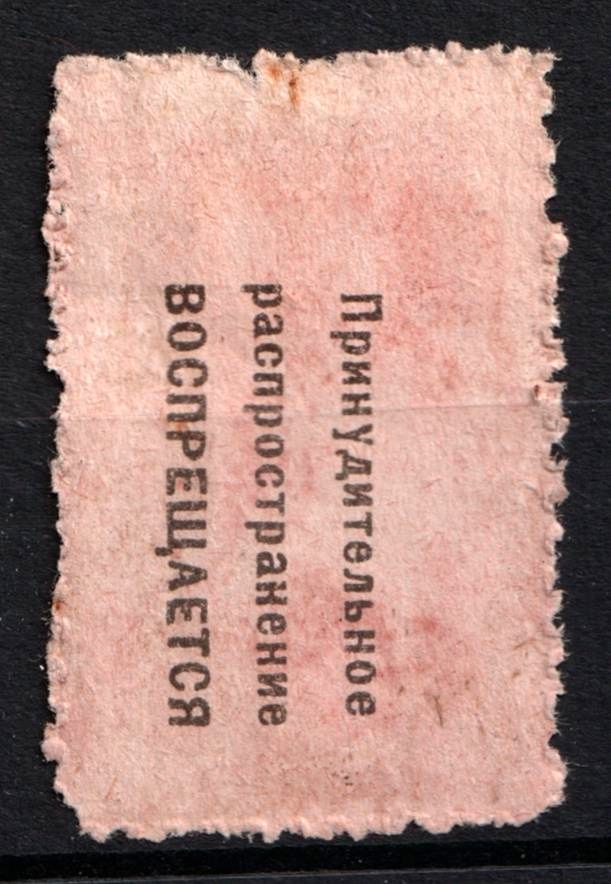 Принудительное
распространение
ВОСПРЕЩАЕТСЯ